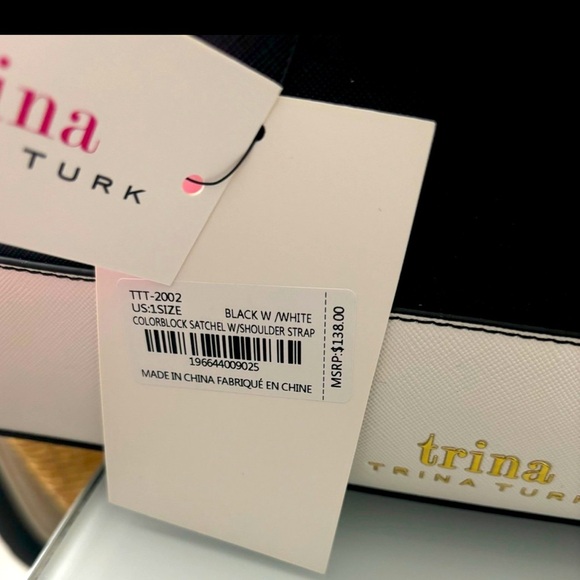 ina
TURK
TTT-2002
US:1SIZE BLACK W /WHITE
COLORBLOCK SATCHEL W/SHOULDER STRAP
196644009025
MADE IN CHINA FABRIQUÉ EN CHINE
MSRP:$138.00
trina
TRINA TURK